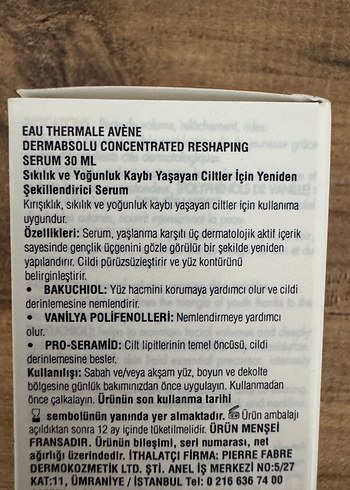 EAU THERMALE AVÈNE
DERMABSOLU CONCENTRATED RESHAPING
SERUM 30 ML
Sıkılık ve Yoğunluk Kaybı Yaşayan Ciltler İçin Yeniden
Şekillendirici Serum
Kırışıklık, sıkılık ve yoğunluk kaybı yaşayan ciltler için kullanıma
uygundur.
Özellikleri: Serum, yaşlanma karşıtı üç dermatolojik aktif içerik
sayesinde gençlik üçgenini gözle görülür bir şekilde yeniden
yapılandırır. Cildi pürüzsüzleştirir ve yüz kontürünü
belirginleştirir.
• BAKUCHIOL: Yüz hacmini korumaya yardımcı olur ve cildi
derinlemesine nemlendirir.
• VANİLYA POLİFENOLLERİ: Nemlendirmeye yardımcı
olur.
• PRO-SERAMİD: Cilt lipitlerinin temel öncüsü, cildi
derinlemesine besler.
Kullanılışı: Sabah ve/veya akşam yüz, boyun ve dekolte
bölgesine günlük bakımınızdan önce uygulayın. Kullanmadan
önce çalkalayın. Ürünün son kullanma tarihi
sembolünün yanında yer almaktadır. Ürün ambalajı
açıldıktan sonra 12 ay içinde tüketilmelidir. ÜRÜN MENŞEİ
FRANSADIR. Ürünün bileşimi, seri numarası, net
ağırlığı üzerindedir. İTHALATÇI FİRMA: PIERRE FABRE
DERMOKOZMETİK LTD. ŞTİ. ANEL İŞ MERKEZİ NO:5/27
KAT:11, ÜMRANİYE / İSTANBUL Tel: 0 216 636 74 00